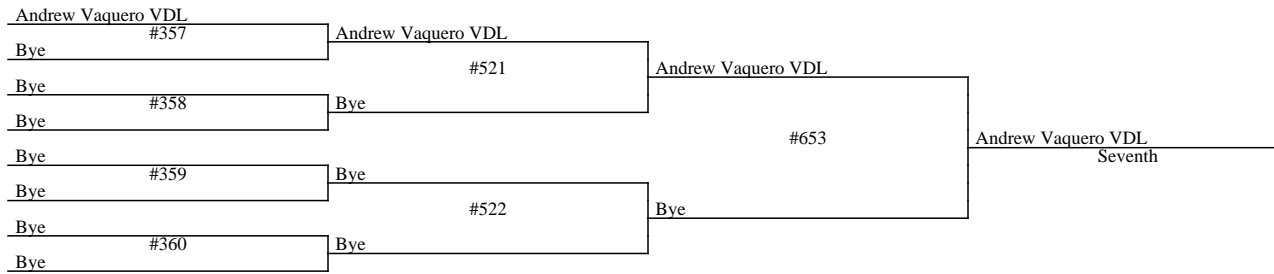 Andrew Vaquero VDL
#357
Bye
Andrew Vaquero VDL
#521
Bye
#358
Bye
Bye
Andrew Vaquero VDL
#653
Bye
#359
Bye
Bye
#522
Bye
#360
Bye
Bye
Bye
Andrew Vaquero VDL
Seventh